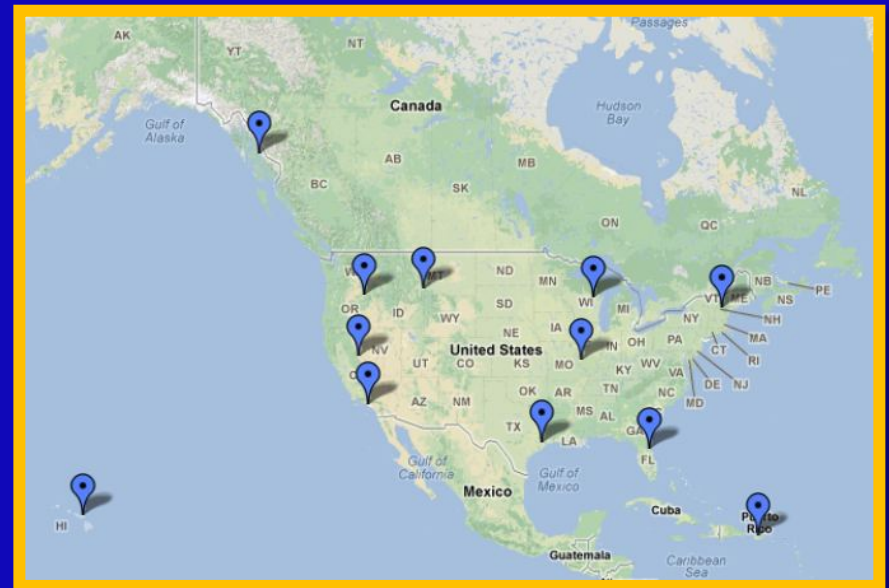 Passages
AK
YT
NT
Canada
Hudson
Bay
Gulf of
Alaska
AB
MB
BC
SK
NL
ON
QC
MT
ND
MN
NB
PE
VT
ME
NS
OR
ID
SD
WI
MI
NY
NH
WY
IA
MA
NE
OH
PA
NV
United States
IN
CT
RI
UT
CO
KS
MO
KY
WV
VA
DE
NJ
MD
AZ
NM
OK
AR
TN
NC
TX
MS
AL
LA
GA
FL
Gulf of
California
Gulf of
Mexico
Mexico
HI
Cuba
Puerto
Rico
Guatemala
Caribbean
Sea